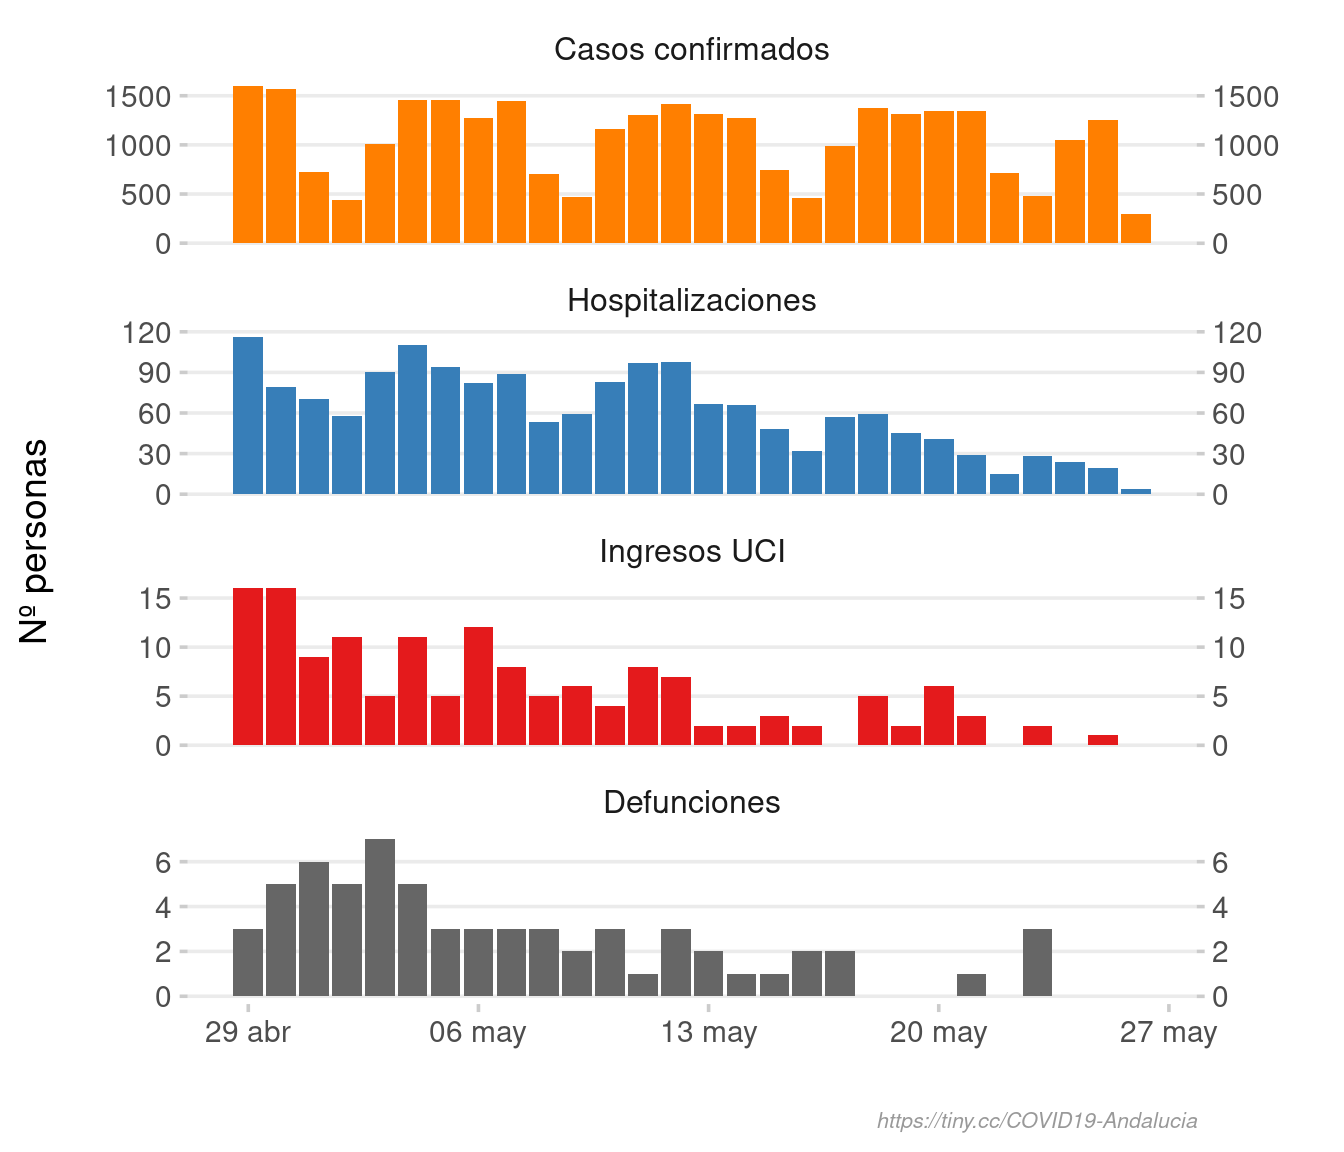 Casos confirmados
1500 1500
1000 1000
500 500
0 0
Hospitalizaciones
120 120
90 90
60 60
30 30
0 0
Nº personas
Ingresos UCI
15 15
10 10
5 5
0 0
Defunciones
6 6
4 4
2 2
0 0
29 abr 06 may 13 may 20 may 27 may
https://tiny.cc/COVID19-Andalucia